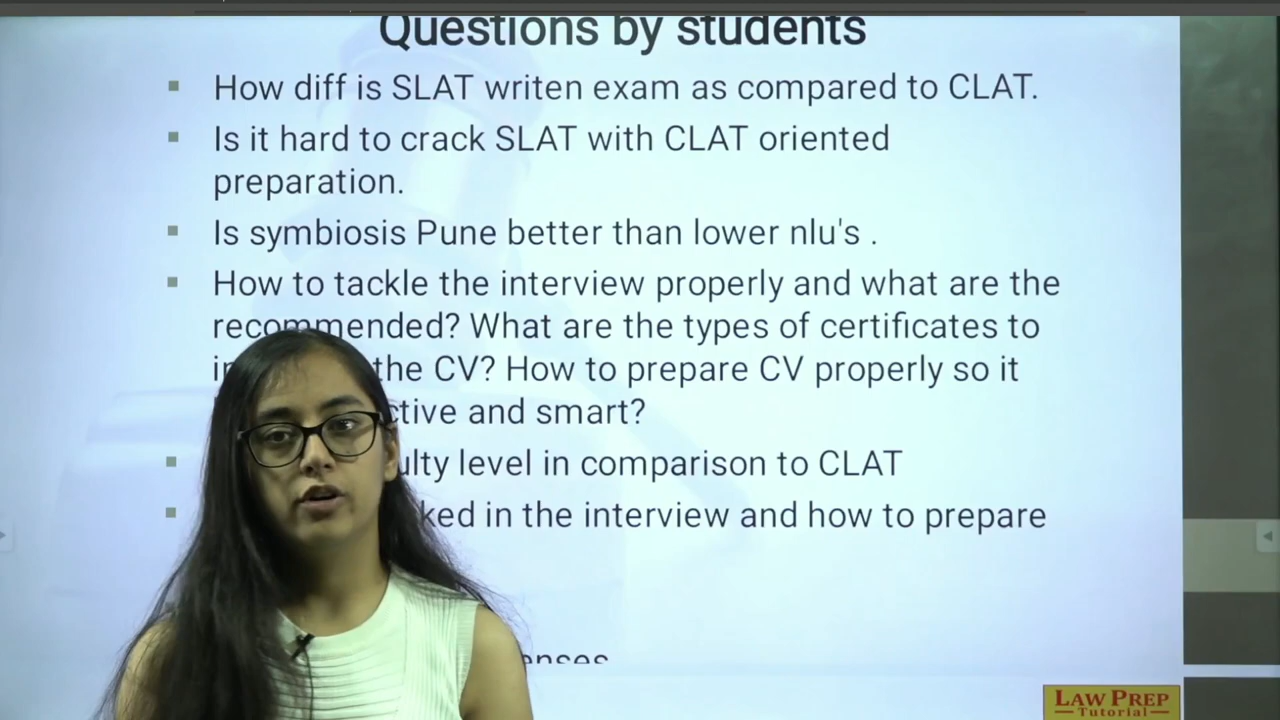 Questions by students
How diff is SLAT writen exam as compared to CLAT.
Is it hard to crack SLAT with CLAT oriented
preparation.
Is symbiosis Pune better than lower nlu's .
How to tackle the interview properly and what are the
recommended? What are the types of certificates to
the CV? How to prepare CV properly so it
and smart?
level in comparison to CLAT
in the interview and how to prepare
LAW PREP
Tutorial